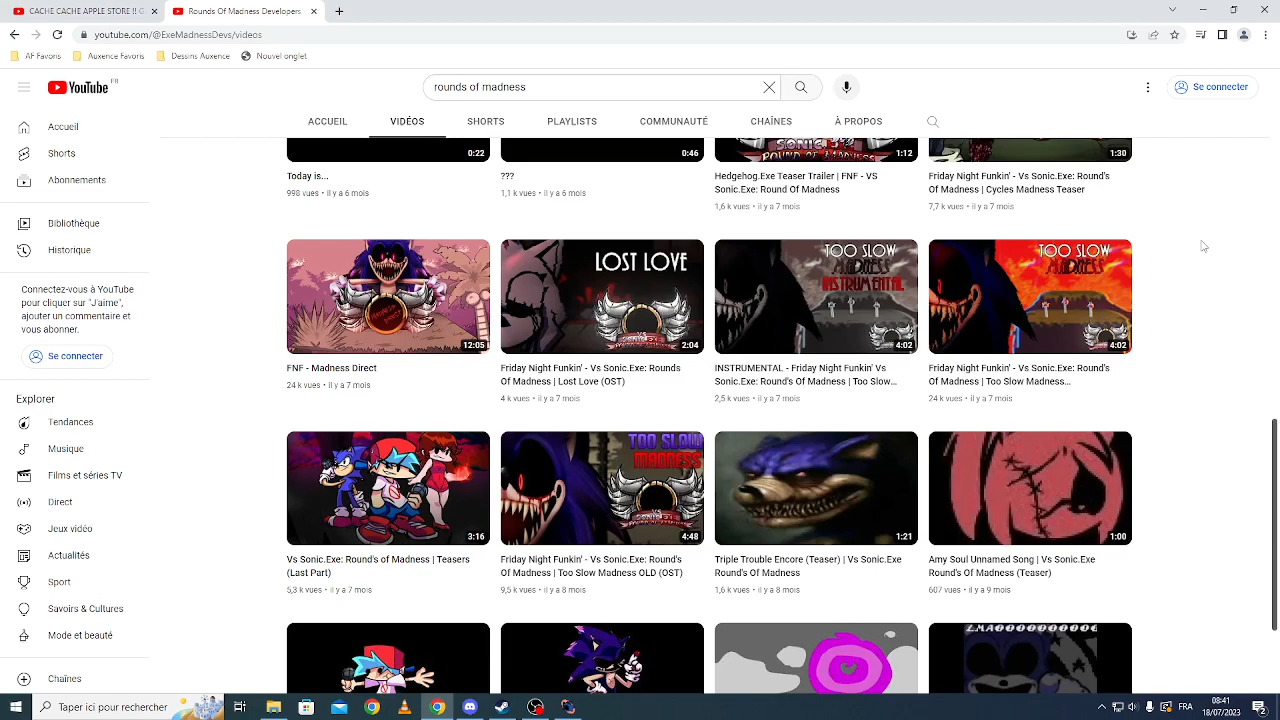 CACHE CACHE APPLE STORE !! C
Rounds Of Madness Developers
youtube.com/@ExeMadnessDevs/videos
AF Favoris
Auxence Favoris
Dessins Auxence
Nouvel onglet
YouTube FR
rounds of madness
Se connecter
ACCUEIL
VIDÉOS
SHORTS
PLAYLISTS
COMMUNAUTÉ
CHAÎNES
À PROPOS
Accueil
Shorts
Abonnements
Bibliothèque
Historique
Connectez-vous à YouTube
pour cliquer sur "J'aime",
ajouter un commentaire et
vous abonner.
Se connecter
Explorer
Tendances
Musique
Films et séries TV
Direct
Jeux vidéo
Actualités
Sport
Savoirs & Cultures
Mode et beauté
Chaînes
0:22
Today is...
998 vues • il y a 6 mois
0:46
???
1,1 k vues • il y a 6 mois
ROUND OF MADNESS
1:12
Hedgehog.Exe Teaser Trailer | FNF - VS
Sonic.Exe: Round Of Madness
1,6 k vues • il y a 7 mois
1:30
Friday Night Funkin' - Vs Sonic.Exe: Round's
Of Madness | Cycles Madness Teaser
7,7 k vues • il y a 7 mois
12:05
FNF - Madness Direct
24 k vues • il y a 7 mois
LOST LOVE
2:04
Friday Night Funkin' - Vs Sonic.Exe: Rounds
Of Madness | Lost Love (OST)
4 k vues • il y a 7 mois
TOO SLOW
MADNESS
INSTRUMENTAL
4:02
INSTRUMENTAL - Friday Night Funkin' Vs
Sonic.Exe: Round's Of Madness | Too Slow...
2,5 k vues • il y a 7 mois
TOO SLOW
MADNESS
4:02
Friday Night Funkin' - Vs Sonic.Exe: Round's
Of Madness | Too Slow Madness...
24 k vues • il y a 7 mois
3:16
Vs Sonic.Exe: Round's of Madness | Teasers
(Last Part)
5,3 k vues • il y a 7 mois
TOO SLOW
MADNESS
4:48
Friday Night Funkin' - Vs Sonic.Exe: Round's
Of Madness | Too Slow Madness OLD (OST)
9,5 k vues • il y a 8 mois
1:21
Triple Trouble Encore (Teaser) | Vs Sonic.Exe
Round's Of Madness
1,6 k vues • il y a 8 mois
1:00
Amy Soul Unnamed Song | Vs Sonic.Exe
Round's Of Madness (Teaser)
607 vues • il y a 9 mois
Taper ici pour rechercher
FR
08:41
18/07/2023